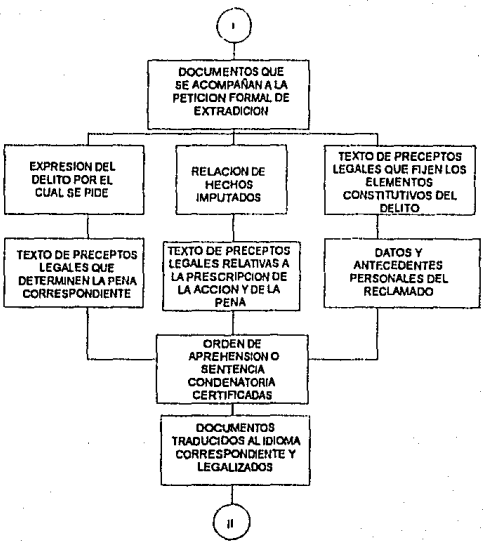 I
DOCUMENTOS QUE
SE ACOMPAÑAN A LA
PETICION FORMAL DE
EXTRADICION
EXPRESION DEL
DELITO POR EL
CUAL SE PIDE
RELACION DE
HECHOS
IMPUTADOS
TEXTO DE PRECEPTOS
LEGALES QUE FIJEN LOS
ELEMENTOS
CONSTITUTIVOS DEL
DELITO
TEXTO DE PRECEPTOS
LEGALES QUE
DETERMINEN LA PENA
CORRESPONDIENTE
TEXTO DE PRECEPTOS
LEGALES RELATIVAS A
LA PRESCRIPCION DE
LA ACCION Y DE LA
PENA
DATOS Y
ANTECEDENTES
PERSONALES DEL
RECLAMADO
ORDEN DE
APREHENSION O
SENTENCIA
CONDENATORIA
CERTIFICADAS
DOCUMENTOS
TRADUCIDOS AL IDIOMA
CORRESPONDIENTE Y
LEGALIZADOS
II